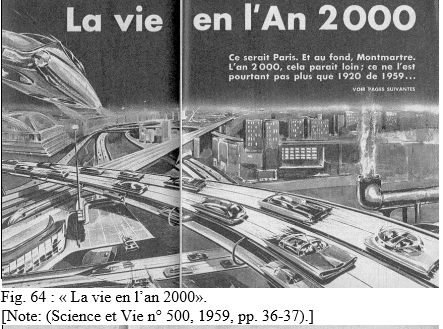 La vie en l'An 2000
Ce serait Paris. Et au fond, Montmartre.
L'an 2000, cela paraît loin ; ce ne l'est
pourtant pas plus que 1920 de 1959...
VOIR PAGES SUIVANTES
Fig. 64 : « La vie en l'an 2000».
[Note: (Science et Vie n° 500, 1959, pp. 36-37).]